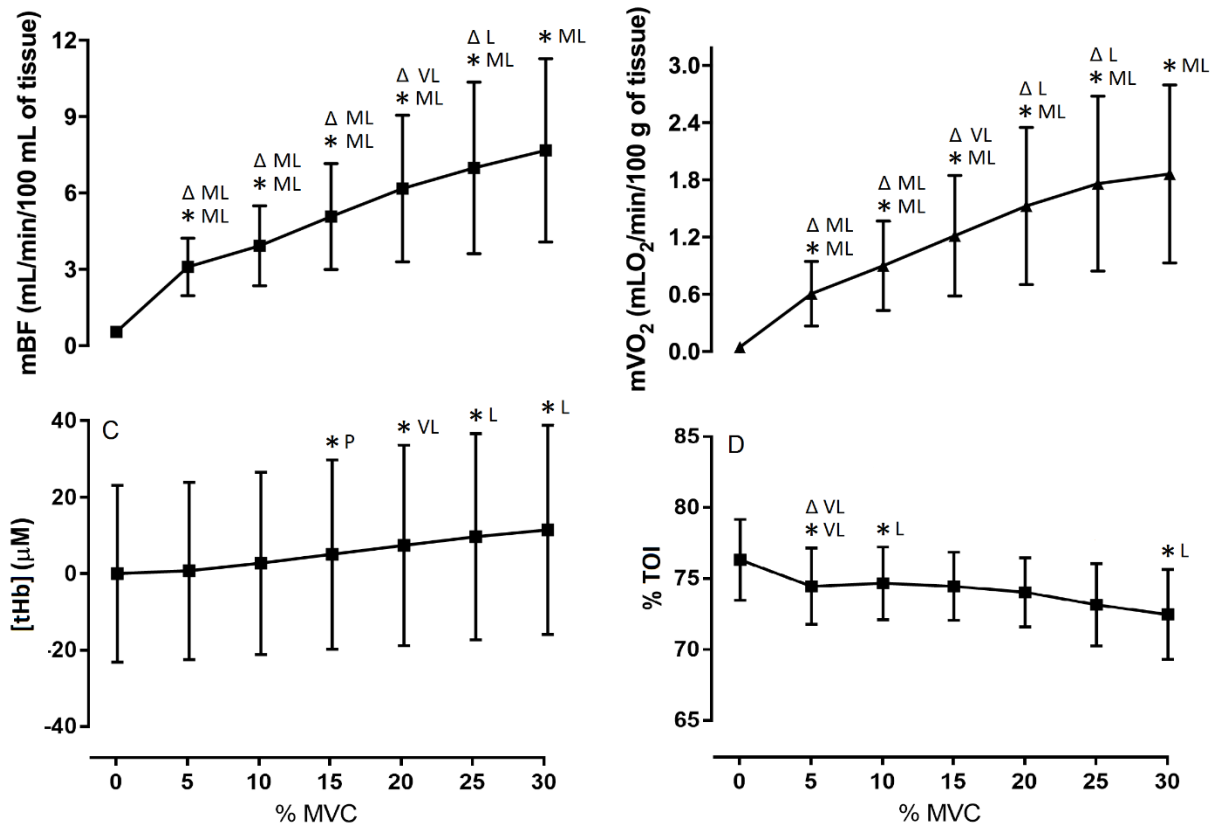 mBF (mL/min/100 mL of tissue)
12
9
6
3
0
Δ ML
* ML
Δ ML
* ML
Δ ML
* ML
Δ VL
* ML
Δ L
* ML
* ML
mVO₂ (mLO₂/min/100 g of tissue)
3.0
2.4
1.8
1.2
0.6
0.0
Δ ML
* ML
Δ ML
* ML
Δ VL
* ML
Δ L
* ML
Δ L
* ML
* ML
[tHb] (μM)
40
20
0
-20
-40
C
* P
* VL
* L
* L
0 5 10 15 20 25 30
% MVC
% TOI
85
80
75
70
65
D
Δ VL
* VL
* L
* L
0 5 10 15 20 25 30
% MVC